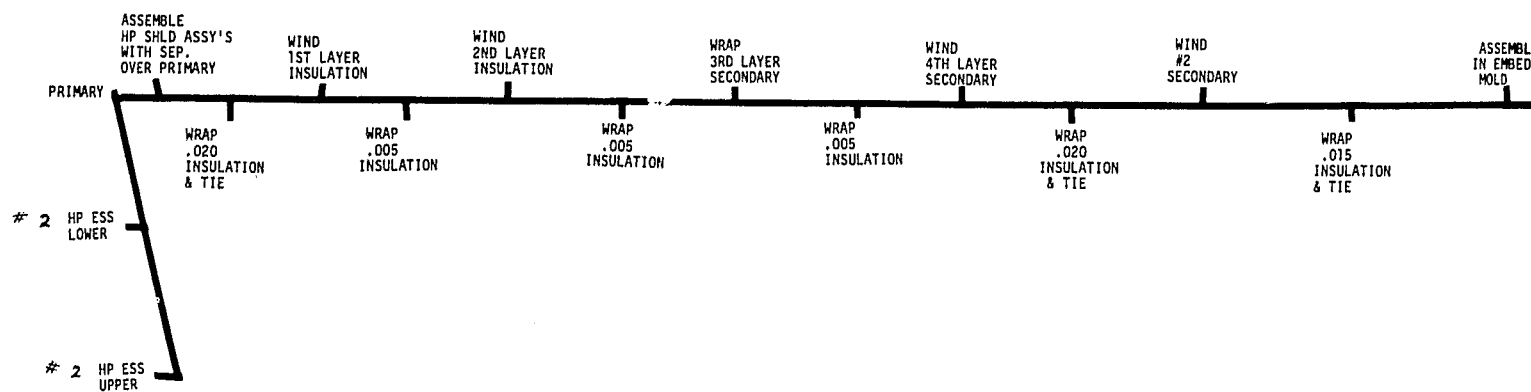 ASSEMBLE
HP SHLD ASSY'S
WITH SEP.
OVER PRIMARY
WIND
1ST LAYER
INSULATION
WIND
2ND LAYER
INSULATION
WRAP
3RD LAYER
SECONDARY
WIND
4TH LAYER
SECONDARY
WIND
#2
SECONDARY
ASSEMBL
IN EMBED
MOLD
PRIMARY
WRAP
.020
INSULATION
& TIE
WRAP
.005
INSULATION
WRAP
.005
INSULATION
WRAP
.005
INSULATION
WRAP
.020
INSULATION
& TIE
WRAP
.015
INSULATION
& TIE
# 2 HP ESS
LOWER
# 2 HP ESS
UPPER